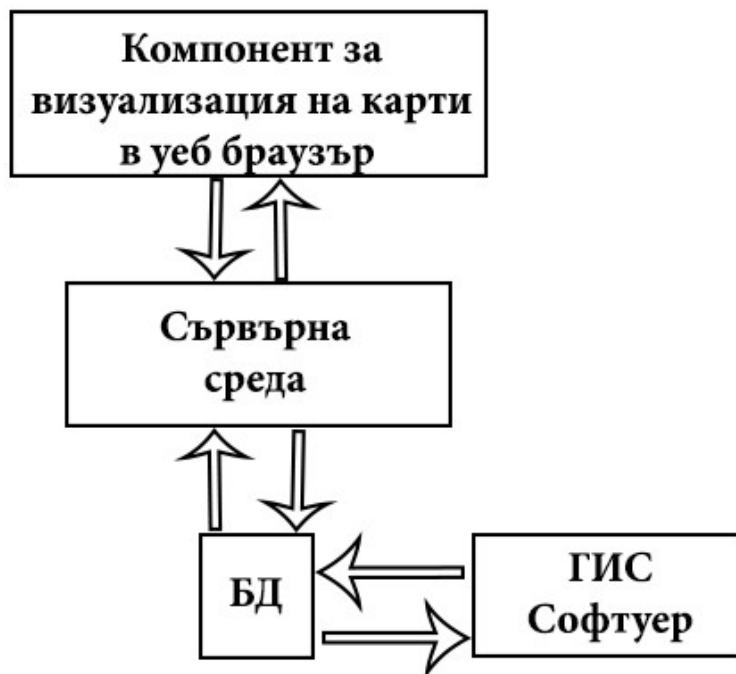 Компонент за
визуализация на карти
в уеб браузър
Сървърна
среда
БД
ГИС
Софтуер